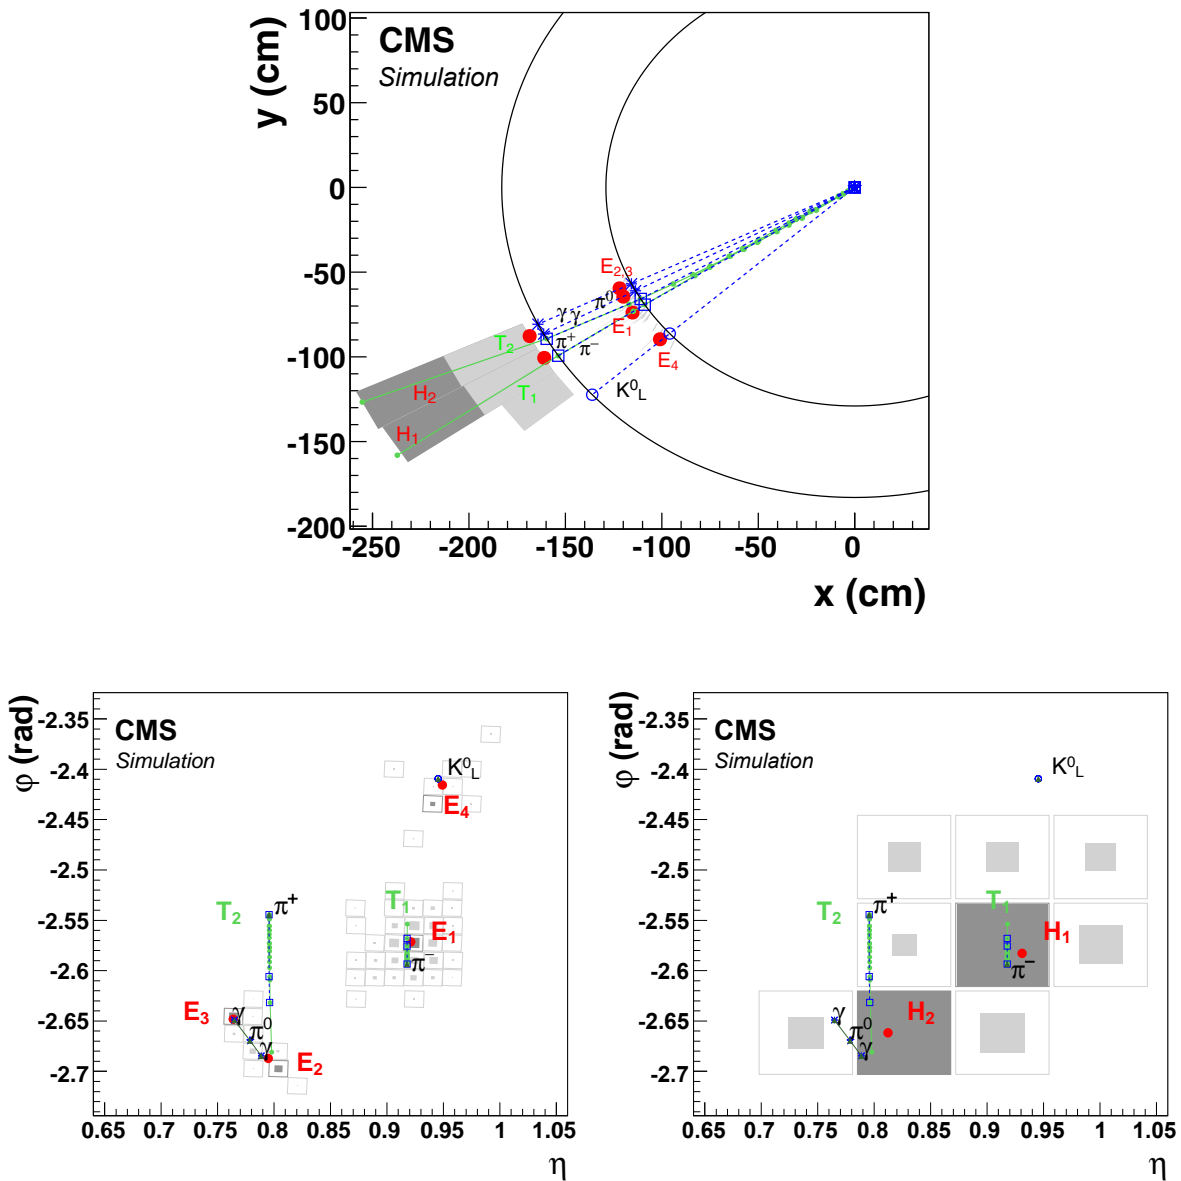 100
50
0
-50
-100
-150
-200
y (cm)
CMS
Simulation
E2,3
π0
γ γ
E1
T2
π+
π−
E4
H2
T1
K0L
H1
-250 -200 -150 -100 -50 0
x (cm)
φ (rad)
-2.35
-2.4
-2.45
-2.5
-2.55
-2.6
-2.65
-2.7
CMS
Simulation
K0L
E4
T2
π+
T1
E1
π−
E3
γ
π0
γ
E2
0.65 0.7 0.75 0.8 0.85 0.9 0.95 1 1.05
η
φ (rad)
-2.35
-2.4
-2.45
-2.5
-2.55
-2.6
-2.65
-2.7
CMS
Simulation
K0L
T2
π+
T1
H1
π−
γ
π0
γ
H2
0.65 0.7 0.75 0.8 0.85 0.9 0.95 1 1.05
η